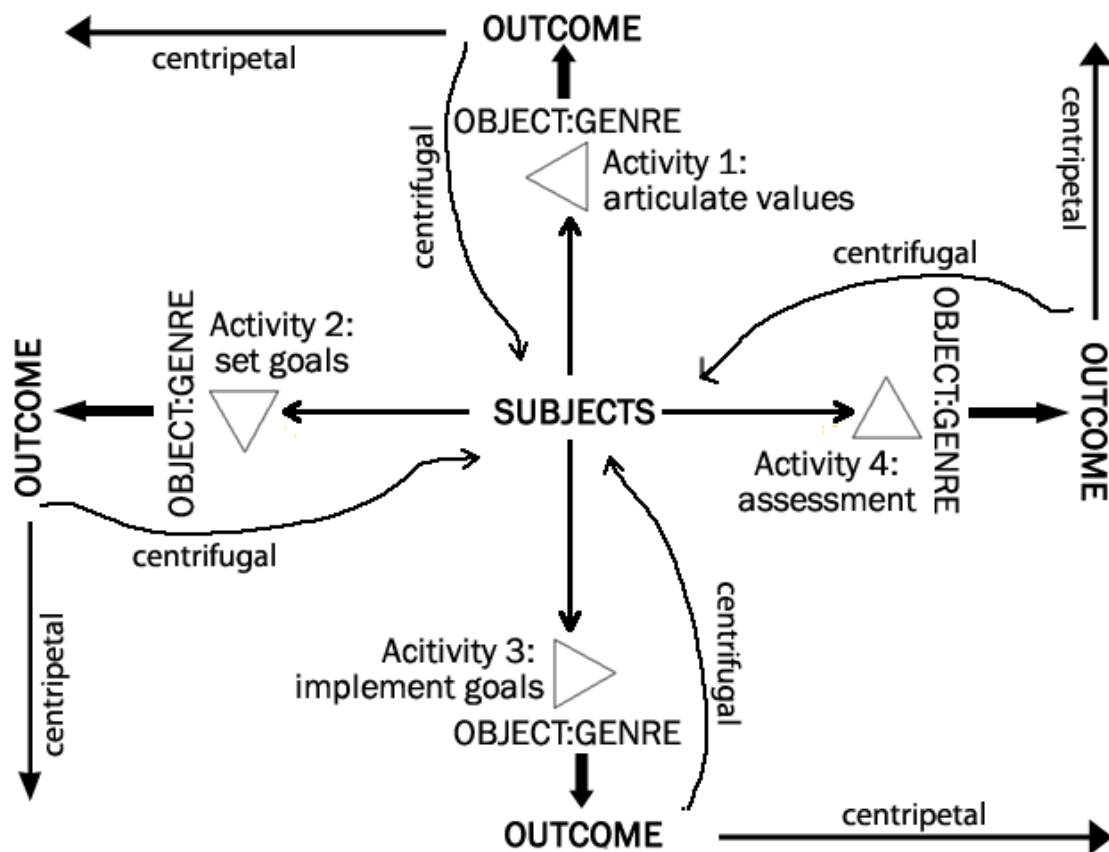 OUTCOME
centripetal
OBJECT:GENRE
centrifugal
Activity 1:
articulate values
centripetal
centrifugal
Activity 2:
set goals
OBJECT:GENRE
OUTCOME
SUBJECTS
OBJECT:GENRE
OUTCOME
Activity 4:
assessment
centrifugal
centripetal
Acitivity 3:
implement goals
OBJECT:GENRE
centrifugal
OUTCOME
centripetal